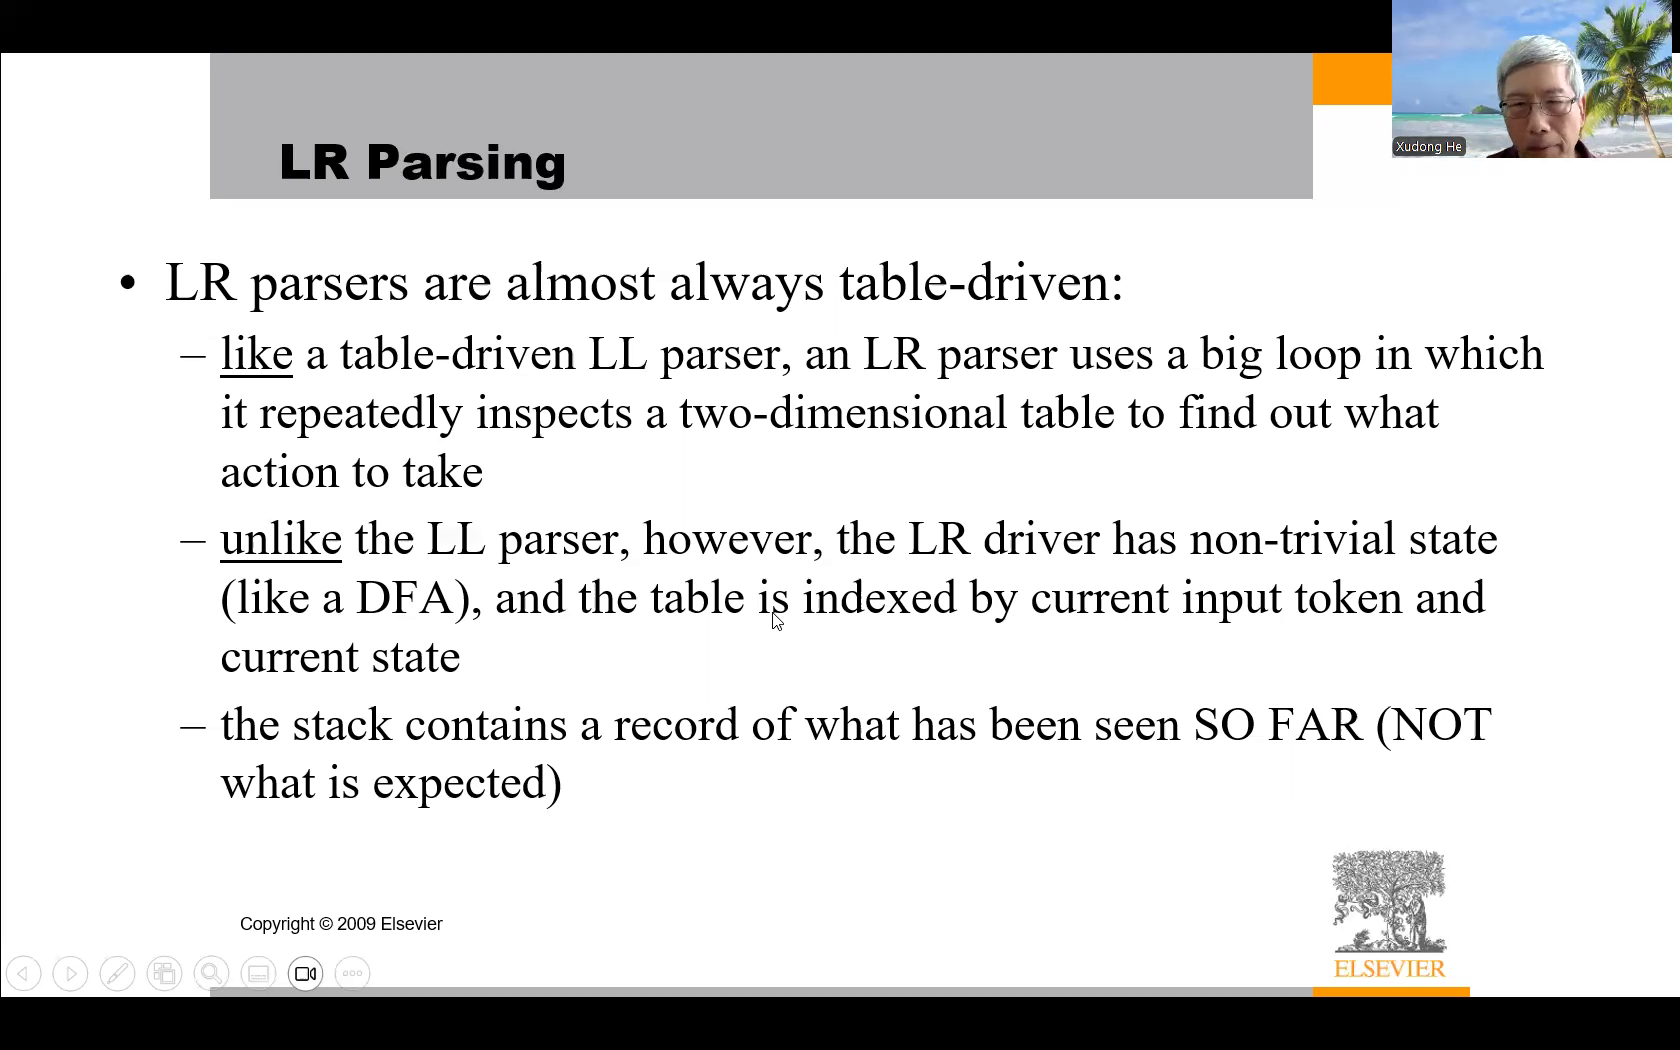 Xudong He
LR Parsing
• LR parsers are almost always table-driven:
– like a table-driven LL parser, an LR parser uses a big loop in which
it repeatedly inspects a two-dimensional table to find out what
action to take
– unlike the LL parser, however, the LR driver has non-trivial state
(like a DFA), and the table is indexed by current input token and
current state
– the stack contains a record of what has been seen SO FAR (NOT
what is expected)
Copyright © 2009 Elsevier
ELSEVIER